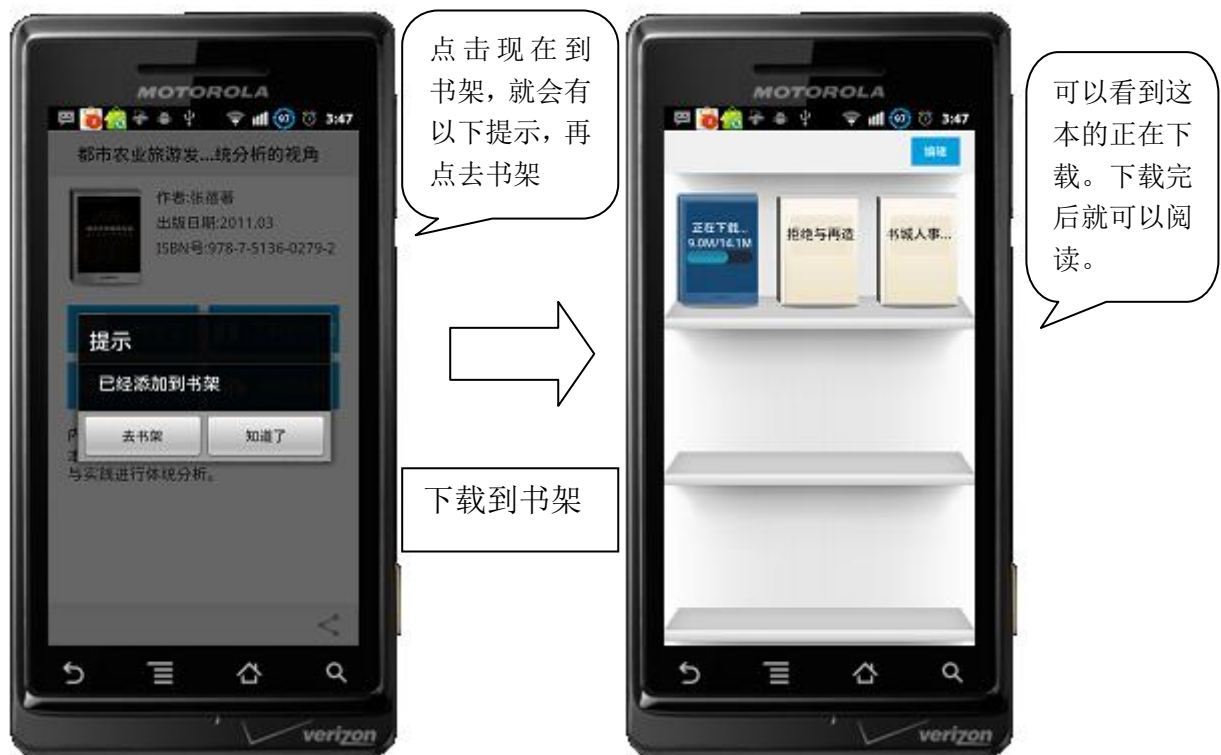 MOTOROLA
3:47
都市农业旅游发...统分析的视角
作者:张蓓著
出版日期:2011.03
ISBN号:978-7-5136-0279-2
提示
已经添加到书架
去书架
知道了
与实践进行体统分析。
verizon
点击现在到
书架，就会有
以下提示，再
点去书架
下载到书架
MOTOROLA
93
3:47
编辑
正在下载...
9.0M/14.1M
拒绝与再造
书城人事...
verizon
可以看到这
本的正在下
载。下载完
后就可以阅
读。